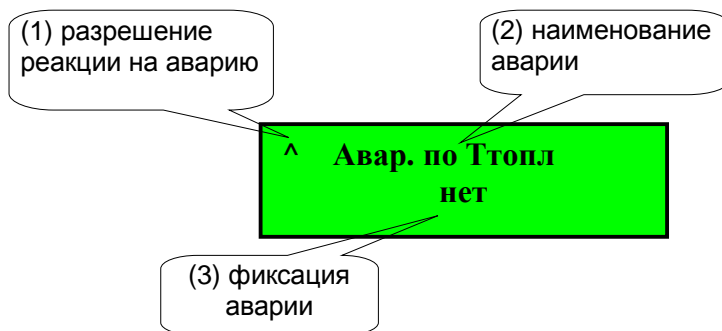 (1) разрешение
реакции на аварию
(2) наименование
аварии
^ Авар. по Ттопл
нет
(3) фиксация
аварии